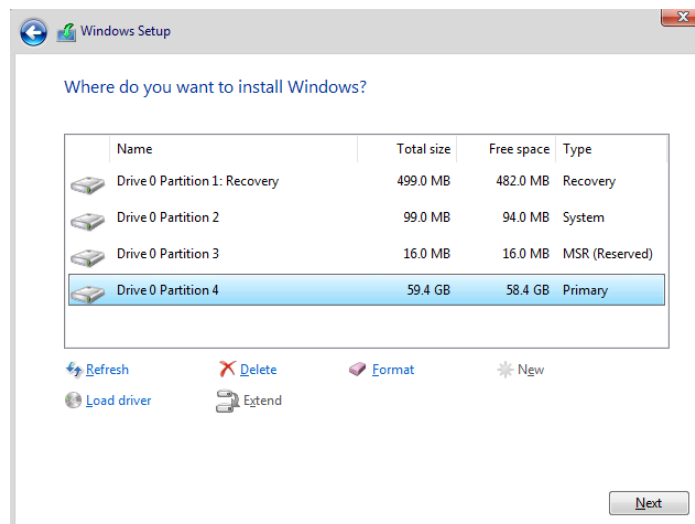 Windows Setup
Where do you want to install Windows?
Name Total size Free space Type
Drive 0 Partition 1: Recovery 499.0 MB 482.0 MB Recovery
Drive 0 Partition 2 99.0 MB 94.0 MB System
Drive 0 Partition 3 16.0 MB 16.0 MB MSR (Reserved)
Drive 0 Partition 4 59.4 GB 58.4 GB Primary
Refresh Delete Format New
Load driver Extend
Next